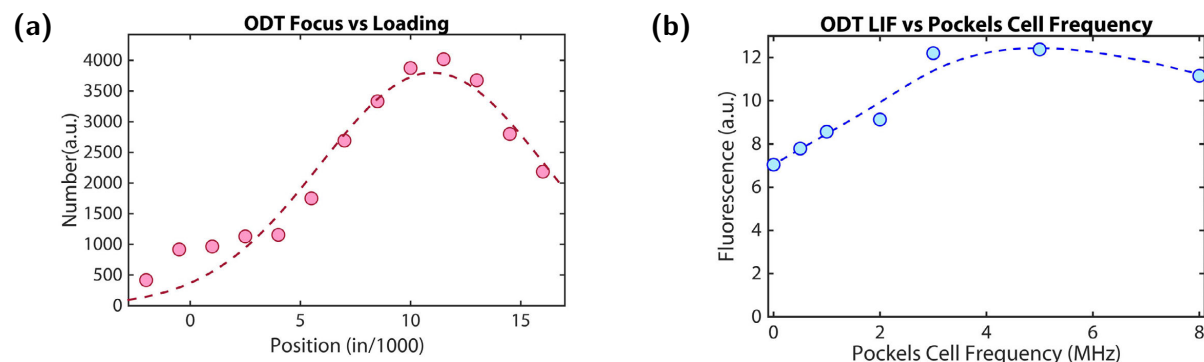 (a)
ODT Focus vs Loading
4000
3500
3000
2500
2000
1500
1000
500
0
Number(a.u.)
0 5 10 15
Position (in/1000)
(b)
ODT LIF vs Pockels Cell Frequency
12
10
8
6
4
2
0
Fluorescence (a.u.)
0 2 4 6 8
Pockels Cell Frequency (MHz)